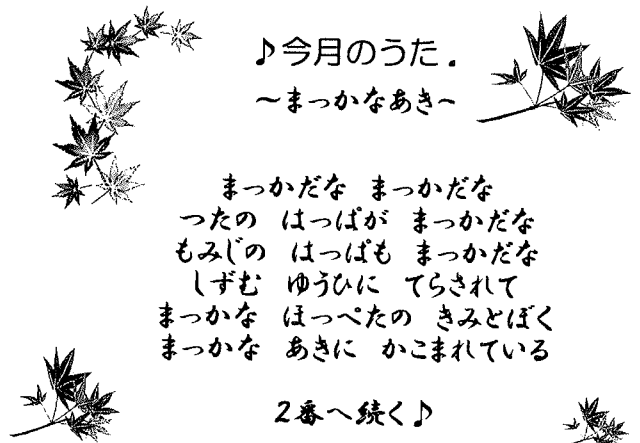 ♪今月のうた.
～まっかなあき～
まっかだな まっかだな
つたの はっぱが まっかだな
もみじの はっぱも まっかだな
しずむ ゆうひに てらされて
まっかな ほっぺたの きみとぼく
まっかな あきに かこまれている
2番へ続く♪